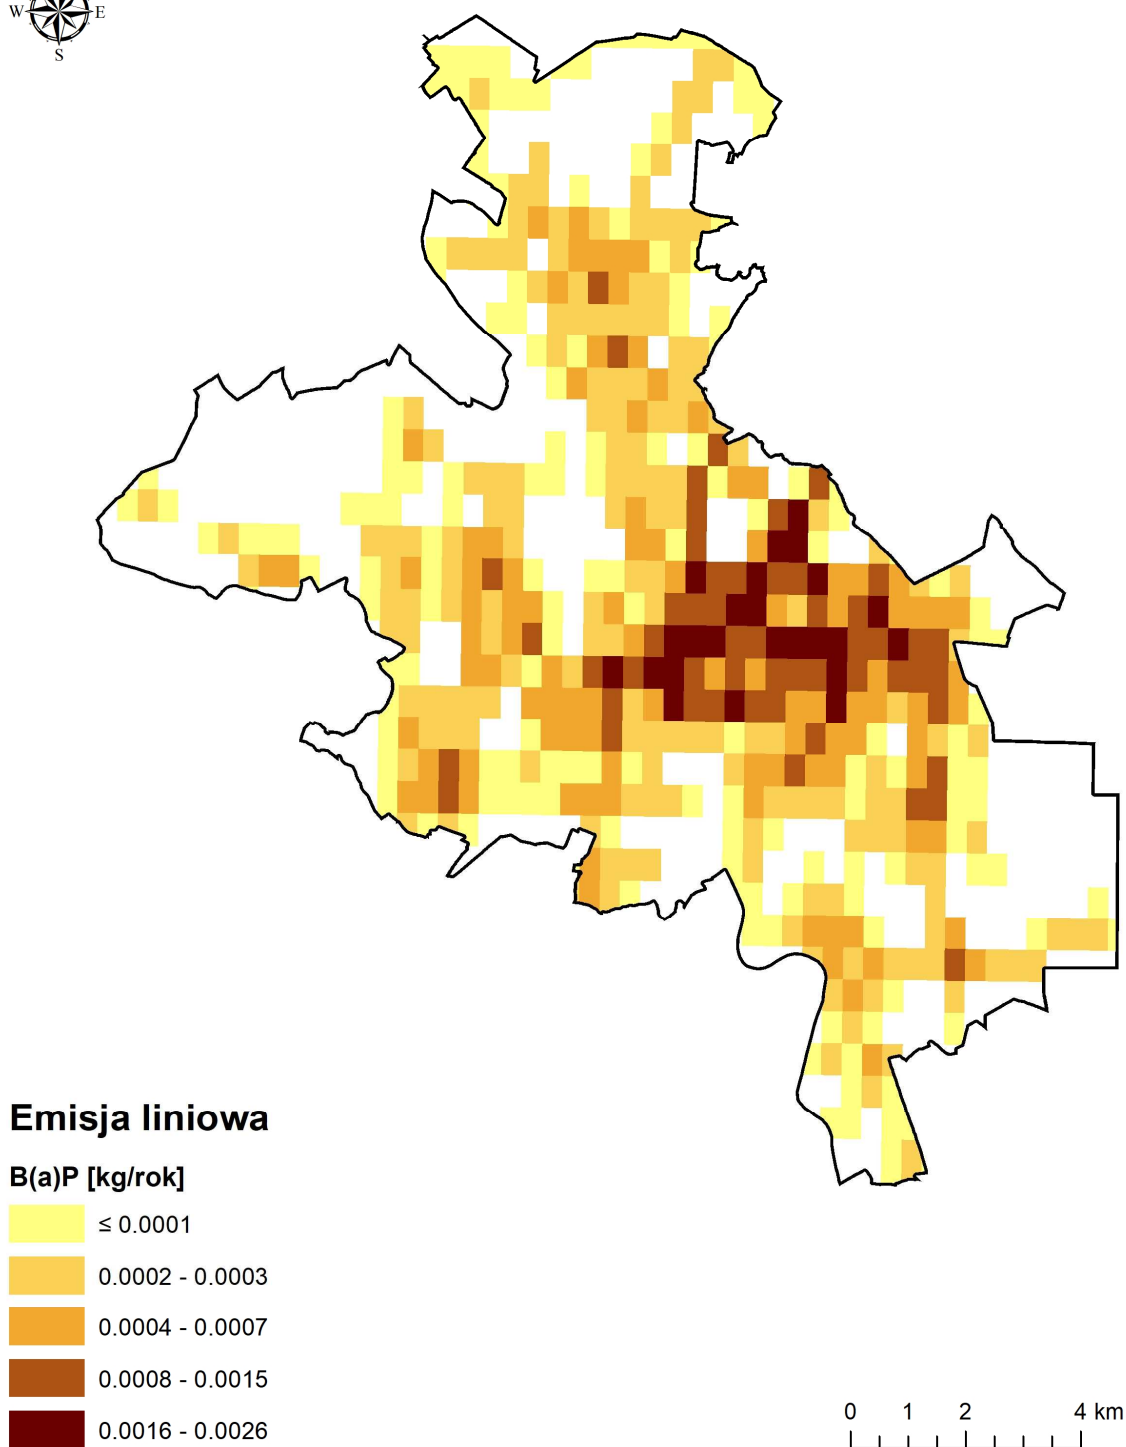 W E
S
Emisja liniowa
B(a)P [kg/rok]
≤ 0.0001
0.0002 - 0.0003
0.0004 - 0.0007
0.0008 - 0.0015
0.0016 - 0.0026
0 1 2 4 km